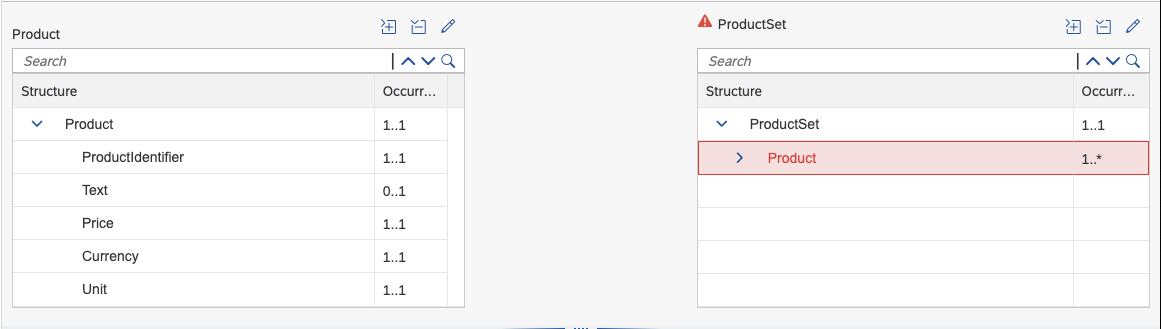 Product
Search
Structure Occurr...
Product 1..1
ProductIdentifier 1..1
Text 0..1
Price 1..1
Currency 1..1
Unit 1..1
ProductSet
Search
Structure Occurr...
ProductSet 1..1
Product 1..*